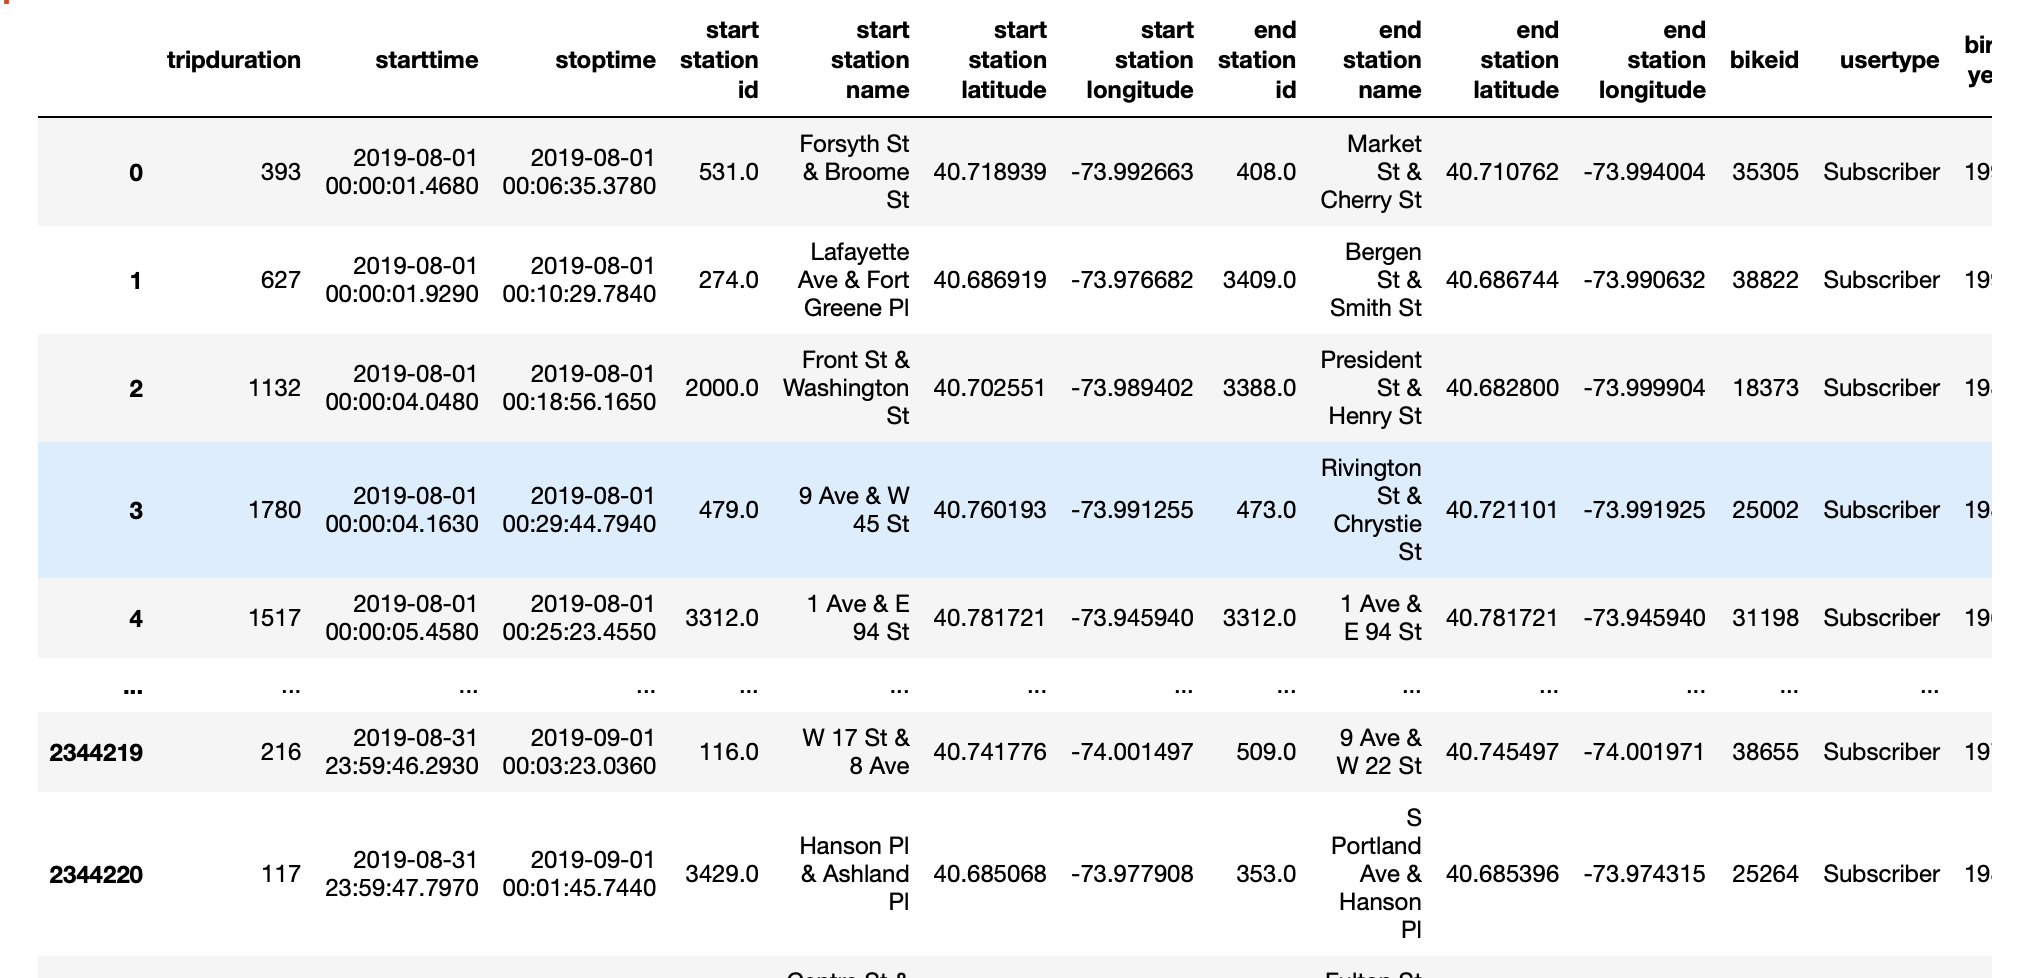 tripduration starttime stoptime start station id start station name start station latitude start station longitude end station id end station name end station latitude end station longitude bikeid usertype
0 393 2019-08-01 00:00:01.4680 2019-08-01 00:06:35.3780 531.0 Forsyth St & Broome St 40.718939 -73.992663 408.0 Market St & Cherry St 40.710762 -73.994004 35305 Subscriber
1 627 2019-08-01 00:00:01.9290 2019-08-01 00:10:29.7840 274.0 Lafayette Ave & Fort Greene Pl 40.686919 -73.976682 3409.0 Bergen St & Smith St 40.686744 -73.990632 38822 Subscriber
2 1132 2019-08-01 00:00:04.0480 2019-08-01 00:18:56.1650 2000.0 Front St & Washington St 40.702551 -73.989402 3388.0 President St & Henry St 40.682800 -73.999904 18373 Subscriber
3 1780 2019-08-01 00:00:04.1630 2019-08-01 00:29:44.7940 479.0 9 Ave & W 45 St 40.760193 -73.991255 473.0 Rivington St & Chrystie St 40.721101 -73.991925 25002 Subscriber
4 1517 2019-08-01 00:00:05.4580 2019-08-01 00:25:23.4550 3312.0 1 Ave & E 94 St 40.781721 -73.945940 3312.0 1 Ave & E 94 St 40.781721 -73.945940 31198 Subscriber
... ... ... ... ... ... ... ... ... ... ... ... ... ...
2344219 216 2019-08-31 23:59:46.2930 2019-09-01 00:03:23.0360 116.0 W 17 St & 8 Ave 40.741776 -74.001497 509.0 9 Ave & W 22 St 40.745497 -74.001971 38655 Subscriber
2344220 117 2019-08-31 23:59:47.7970 2019-09-01 00:01:45.7440 3429.0 Hanson Pl & Ashland Pl 40.685068 -73.977908 353.0 S Portland Ave & Hanson Pl 40.685396 -73.974315 25264 Subscriber